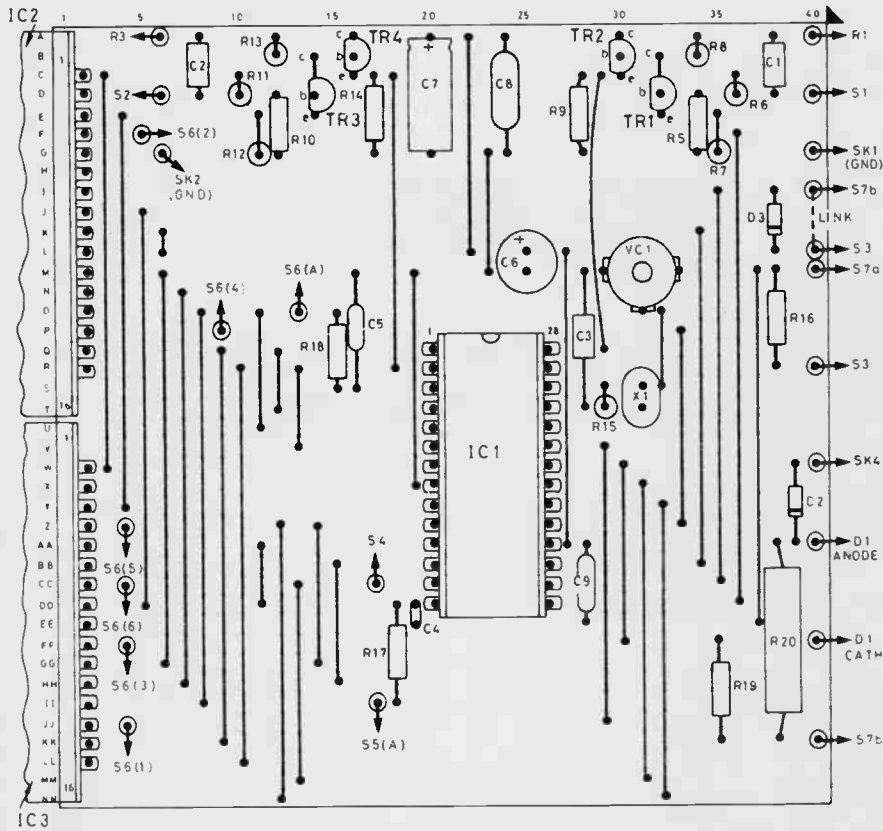 IC2
5 10 15 20 25 30 35 40
A R3 R13 TR4 TR2 R8 R1
1
B C2 c c + C7 C8 c c C1
C R11 e e
D S2 b R14 R9 b R6 S1
E R10 e TR3 TR1 R5 e
F S6(2)
G R12 R7 SK1
(GND)
H SK2
(GND)
I S7b
J D3 LINK
K
L + C6 VC1 S3
M S6(A) S7a
N S6(4)
O C5 R16
P R18 1 28 C3
Q
R S3
S X1
T 16 R15
U 1
V IC1
W SK4
X
Y D2
Z S4 D1
ANODE
AA
BB S6(5) C9
CC
DD
EE S6(6) C4 D1
CATH
FF R17 R20
GG
HH S6(3) R19
II
JJ S5(A) S7b
KK
LL S6(1)
MM 16
NN
IC3